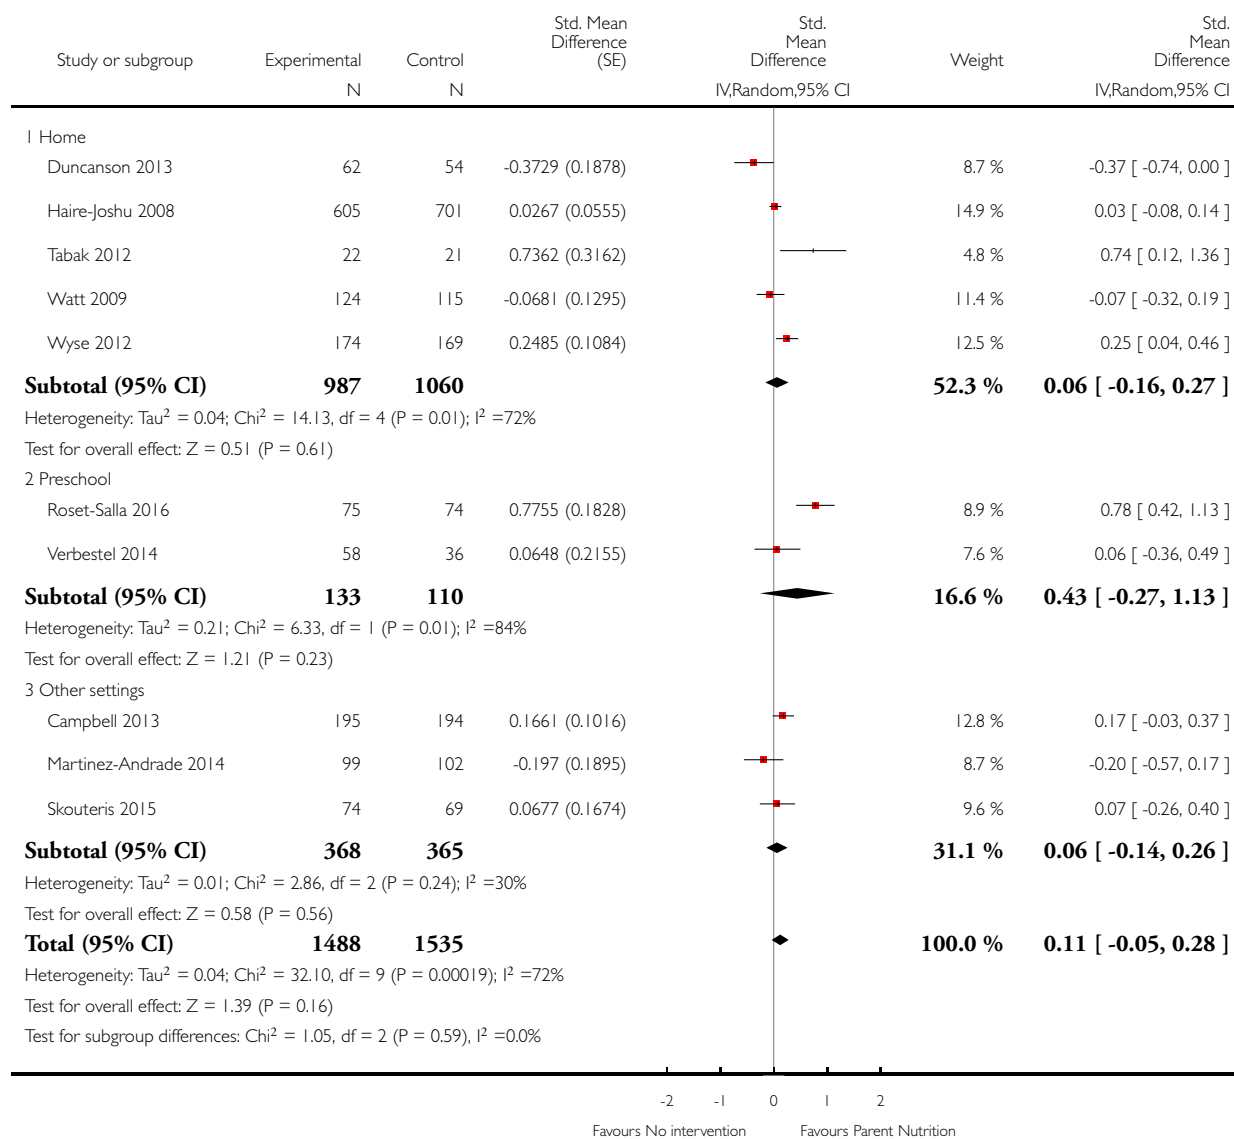 Study or subgroup Experimental Control Std. Mean Difference (SE) Std. Mean Difference Weight Std. Mean Difference
N N IV,Random,95% CI IV,Random,95% CI
1 Home
Duncanson 2013 62 54 -0.3729 (0.1878) 8.7 % -0.37 [ -0.74, 0.00 ]
Haire-Joshu 2008 605 701 0.0267 (0.0555) 14.9 % 0.03 [ -0.08, 0.14 ]
Tabak 2012 22 21 0.7362 (0.3162) 4.8 % 0.74 [ 0.12, 1.36 ]
Watt 2009 124 115 -0.0681 (0.1295) 11.4 % -0.07 [ -0.32, 0.19 ]
Wyse 2012 174 169 0.2485 (0.1084) 12.5 % 0.25 [ 0.04, 0.46 ]
Subtotal (95% CI) 987 1060 52.3 % 0.06 [ -0.16, 0.27 ]
Heterogeneity: Tau² = 0.04; Chi² = 14.13, df = 4 (P = 0.01); I² =72%
Test for overall effect: Z = 0.51 (P = 0.61)
2 Preschool
Roset-Salla 2016 75 74 0.7755 (0.1828) 8.9 % 0.78 [ 0.42, 1.13 ]
Verbestel 2014 58 36 0.0648 (0.2155) 7.6 % 0.06 [ -0.36, 0.49 ]
Subtotal (95% CI) 133 110 16.6 % 0.43 [ -0.27, 1.13 ]
Heterogeneity: Tau² = 0.21; Chi² = 6.33, df = 1 (P = 0.01); I² =84%
Test for overall effect: Z = 1.21 (P = 0.23)
3 Other settings
Campbell 2013 195 194 0.1661 (0.1016) 12.8 % 0.17 [ -0.03, 0.37 ]
Martinez-Andrade 2014 99 102 -0.197 (0.1895) 8.7 % -0.20 [ -0.57, 0.17 ]
Skouteris 2015 74 69 0.0677 (0.1674) 9.6 % 0.07 [ -0.26, 0.40 ]
Subtotal (95% CI) 368 365 31.1 % 0.06 [ -0.14, 0.26 ]
Heterogeneity: Tau² = 0.01; Chi² = 2.86, df = 2 (P = 0.24); I² =30%
Test for overall effect: Z = 0.58 (P = 0.56)
Total (95% CI) 1488 1535 100.0 % 0.11 [ -0.05, 0.28 ]
Heterogeneity: Tau² = 0.04; Chi² = 32.10, df = 9 (P = 0.00019); I² =72%
Test for overall effect: Z = 1.39 (P = 0.16)
Test for subgroup differences: Chi² = 1.05, df = 2 (P = 0.59), I² =0.0%
-2 -1 0 1 2
Favours No intervention Favours Parent Nutrition